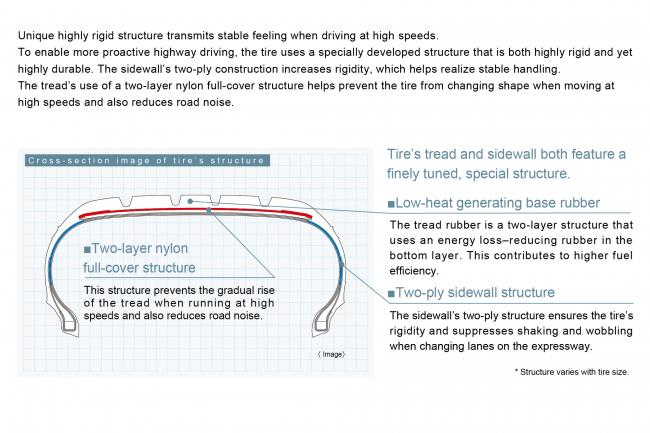 Unique highly rigid structure transmits stable feeling when driving at high speeds.
To enable more proactive highway driving, the tire uses a specially developed structure that is both highly rigid and yet
highly durable. The sidewall's two-ply construction increases rigidity, which helps realize stable handling.
The tread's use of a two-layer nylon full-cover structure helps prevent the tire from changing shape when moving at
high speeds and also reduces road noise.
Cross-section image of tire's structure
■Two-layer nylon
full-cover structure
This structure prevents the gradual rise
of the tread when running at high
speeds and also reduces road noise.
〈 Image〉
Tire's tread and sidewall both feature a
finely tuned, special structure.
■Low-heat generating base rubber
The tread rubber is a two-layer structure that
uses an energy loss–reducing rubber in the
bottom layer. This contributes to higher fuel
efficiency.
■Two-ply sidewall structure
The sidewall's two-ply structure ensures the tire's
rigidity and suppresses shaking and wobbling
when changing lanes on the expressway.
* Structure varies with tire size.